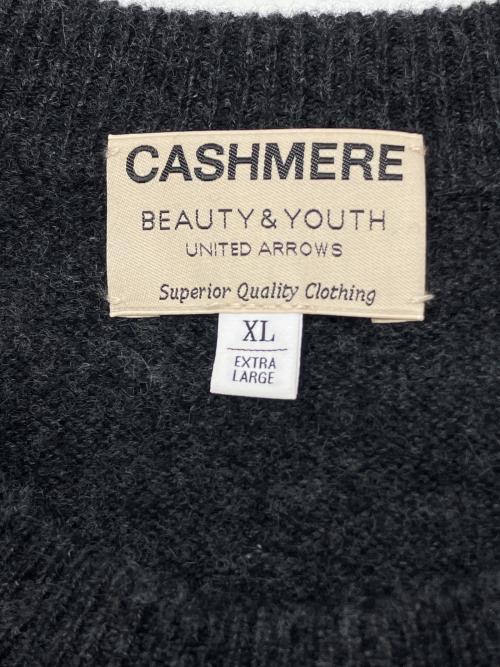 CASHMERE
BEAUTY & YOUTH
UNITED ARROWS
Superior Quality Clothing
XL
EXTRA
LARGE